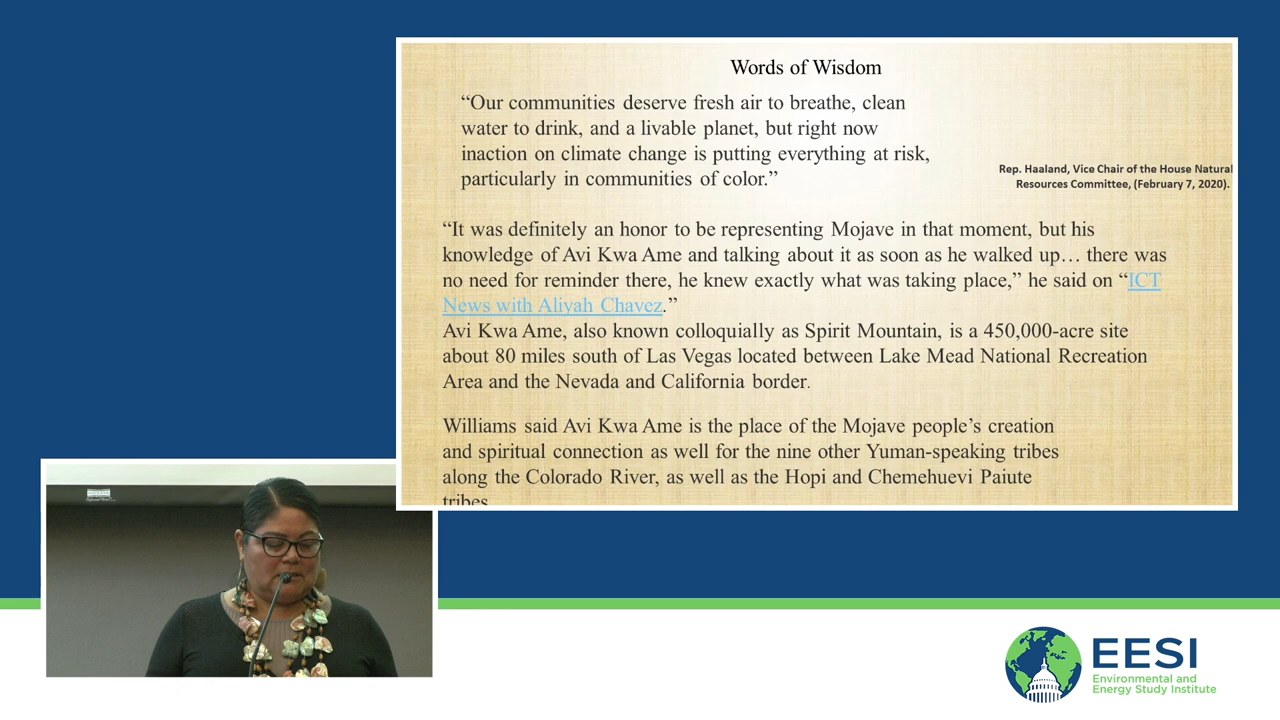 Words of Wisdom
“Our communities deserve fresh air to breathe, clean
water to drink, and a livable planet, but right now
inaction on climate change is putting everything at risk,
particularly in communities of color.”
Rep. Haaland, Vice Chair of the House Natural
Resources Committee, (February 7, 2020).
“It was definitely an honor to be representing Mojave in that moment, but his
knowledge of Avi Kwa Ame and talking about it as soon as he walked up… there was
no need for reminder there, he knew exactly what was taking place,” he said on “ICT
News with Aliyah Chavez.”
Avi Kwa Ame, also known colloquially as Spirit Mountain, is a 450,000-acre site
about 80 miles south of Las Vegas located between Lake Mead National Recreation
Area and the Nevada and California border.
Williams said Avi Kwa Ame is the place of the Mojave people’s creation
and spiritual connection as well for the nine other Yuman-speaking tribes
along the Colorado River, as well as the Hopi and Chemehuevi Paiute
tribes
EESI
Environmental and
Energy Study Institute